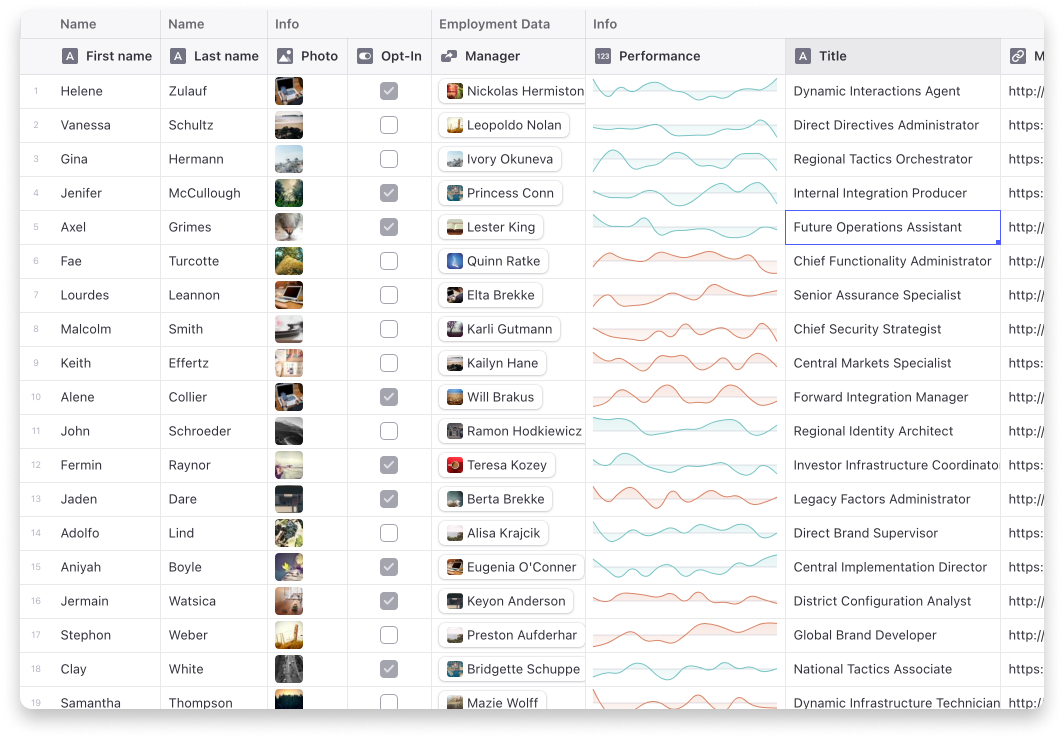 Name Name Info Employment Data Info
A First name A Last name Photo Opt-In Manager 123 Performance A Title M
1 Helene Zulauf Nickolas Hermiston Dynamic Interactions Agent http://
2 Vanessa Schultz Leopoldo Nolan Direct Directives Administrator https:
3 Gina Hermann Ivory Okuneva Regional Tactics Orchestrator https:
4 Jenifer McCullough Princess Conn Internal Integration Producer https:
5 Axel Grimes Lester King Future Operations Assistant http://
6 Fae Turcotte Quinn Ratke Chief Functionality Administrator http://
7 Lourdes Leannon Elta Brekke Senior Assurance Specialist http://
8 Malcolm Smith Karli Gutmann Chief Security Strategist http://
9 Keith Effertz Kailyn Hane Central Markets Specialist https:
10 Alene Collier Will Brakus Forward Integration Manager http://
11 John Schroeder Ramon Hodkiewicz Regional Identity Architect http://
12 Fermin Raynor Teresa Kozey Investor Infrastructure Coordinato https:
13 Jaden Dare Berta Brekke Legacy Factors Administrator http://
14 Adolfo Lind Alisa Krajcik Direct Brand Supervisor http://
15 Aniyah Boyle Eugenia O'Conner Central Implementation Director https:
16 Jermain Watsica Keyon Anderson District Configuration Analyst http://
17 Stephon Weber Preston Aufderhar Global Brand Developer http://
18 Clay White Bridgette Schuppe National Tactics Associate https:
19 Samantha Thompson Mazie Wolff Dynamic Infrastructure Technician https: